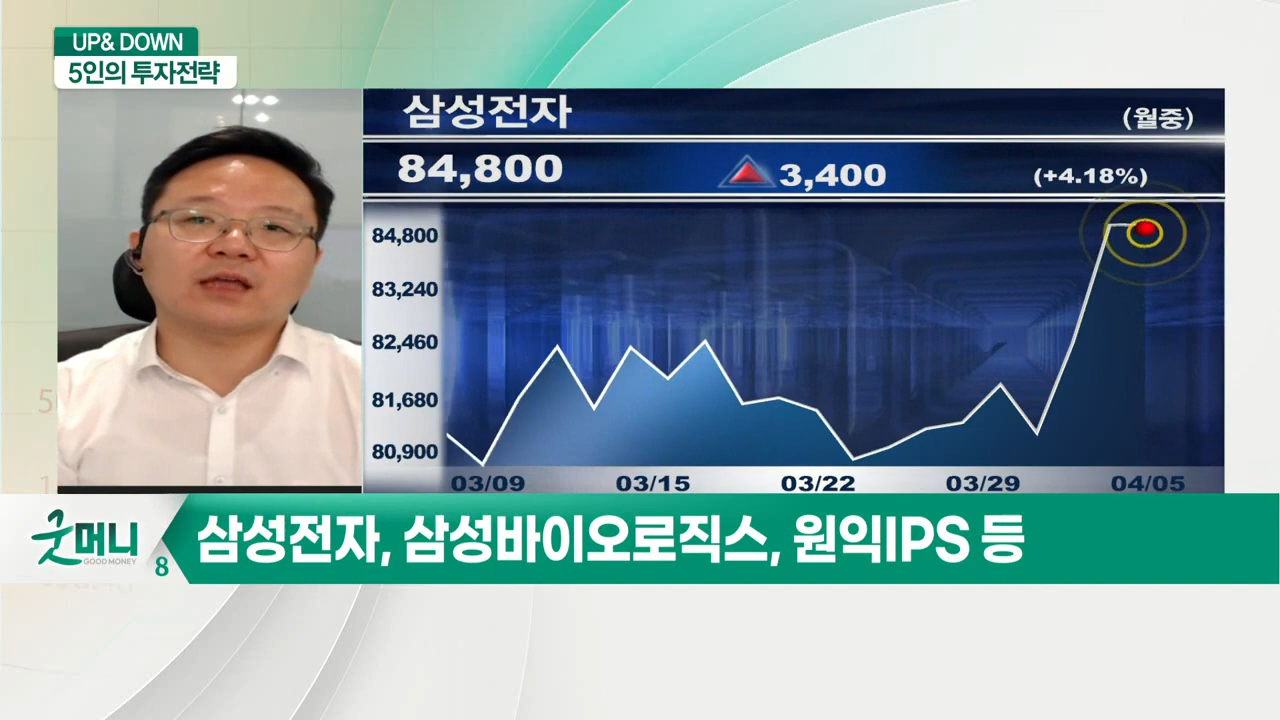 UP& DOWN
5인의 투자전략
삼성전자
(월중)
84,800
3,400
(+4.18%)
84,800
83,240
82,460
81,680
80,900
03/09
03/15
03/22
03/29
04/05
굿머니
GOOD MONEY
8
삼성전자, 삼성바이오로직스, 원익IPS 등